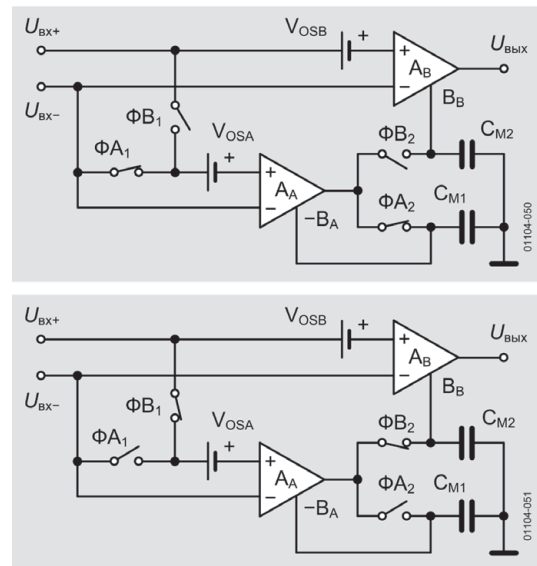 Uвх+
VOSB
+
+
AB
−
Uвых
Uвх−
BB
ΦB1
VOSA
ΦB2
CM2
ΦA1
+
+
AA
−
ΦA2
CM1
−BA
01104-050
Uвх+
VOSB
+
+
AB
−
Uвых
Uвх−
BB
ΦB1
VOSA
ΦB2
CM2
ΦA1
+
+
AA
−
ΦA2
CM1
−BA
01104-051